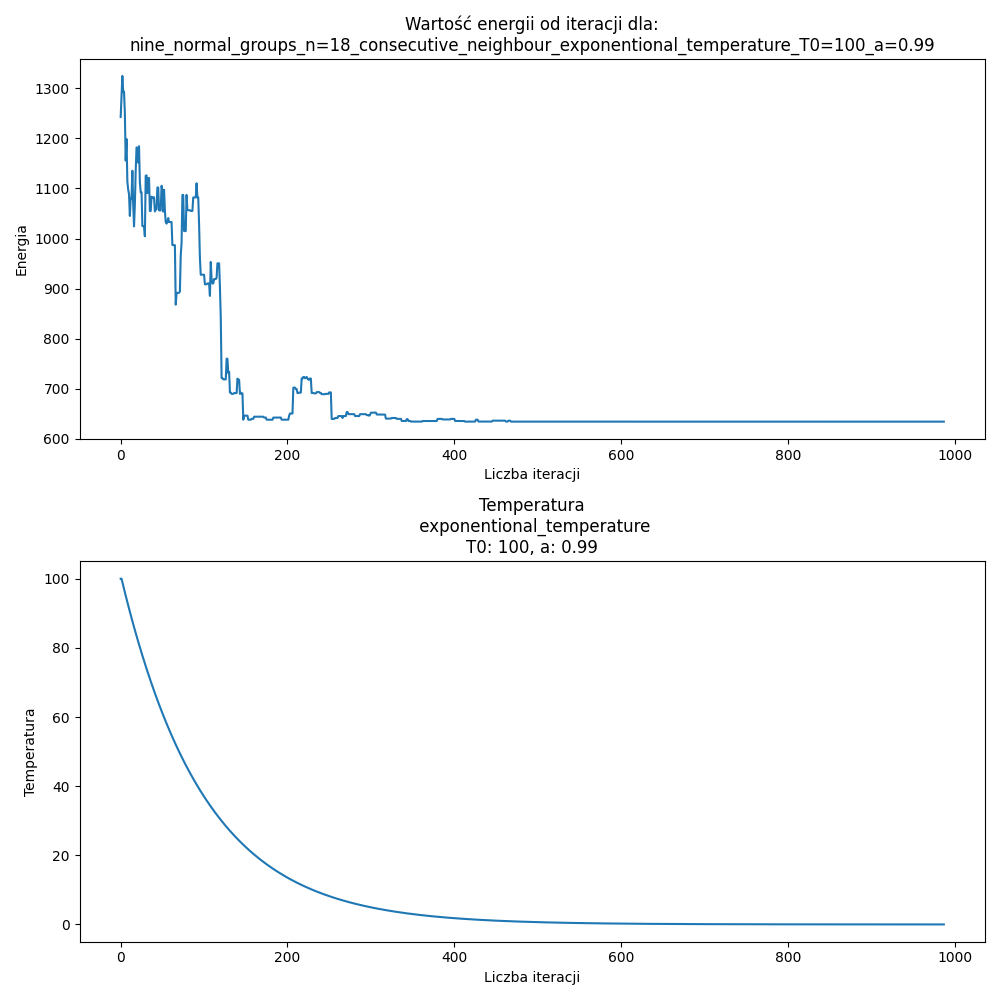 Wartość energii od iteracji dla:
nine_normal_groups_n=18_consecutive_neighbour_exponentional_temperature_T0=100_a=0.99
1300
1200
1100
1000
900
800
700
600
Energia
0 200 400 600 800 1000
Liczba iteracji
Temperatura
exponentional_temperature
T0: 100, a: 0.99
100
80
60
40
20
0
Temperatura
0 200 400 600 800 1000
Liczba iteracji